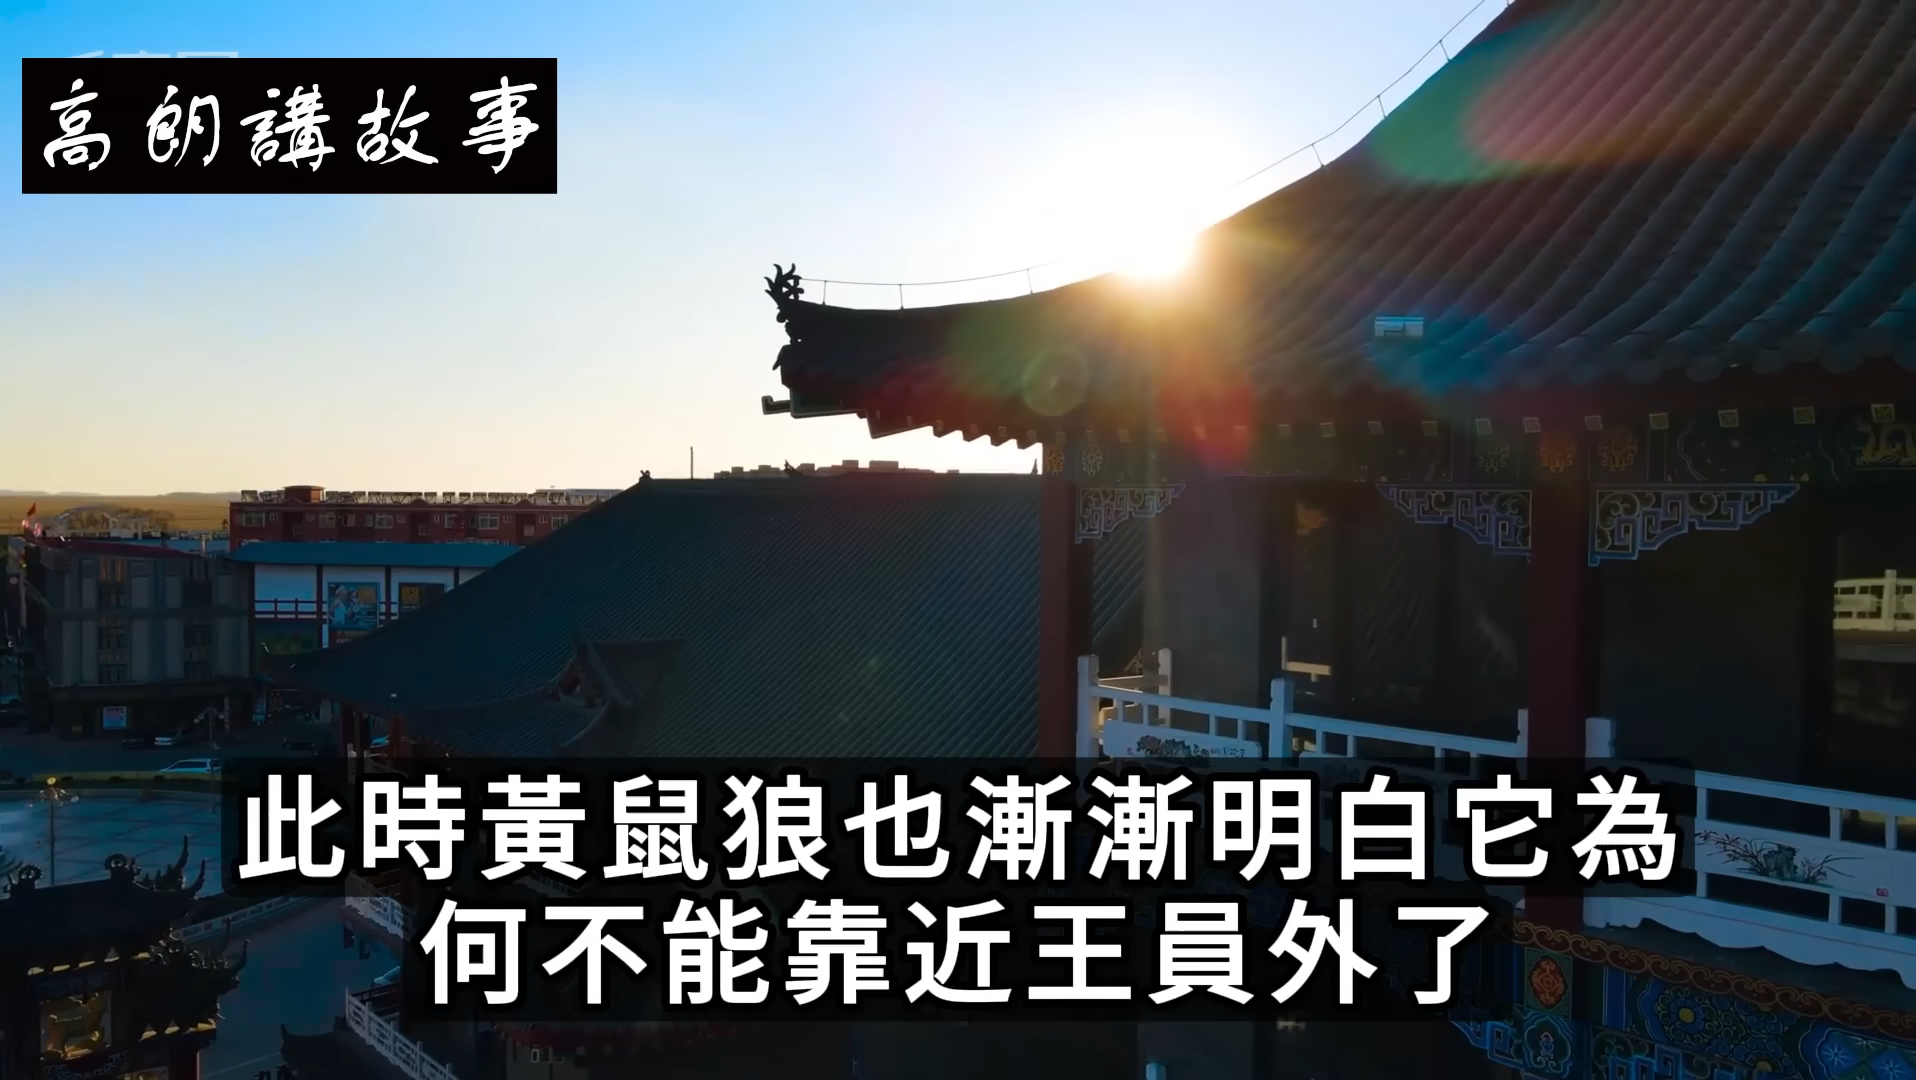 高朗講故事
此時黃鼠狼也漸漸明白它為
何不能靠近王員外了